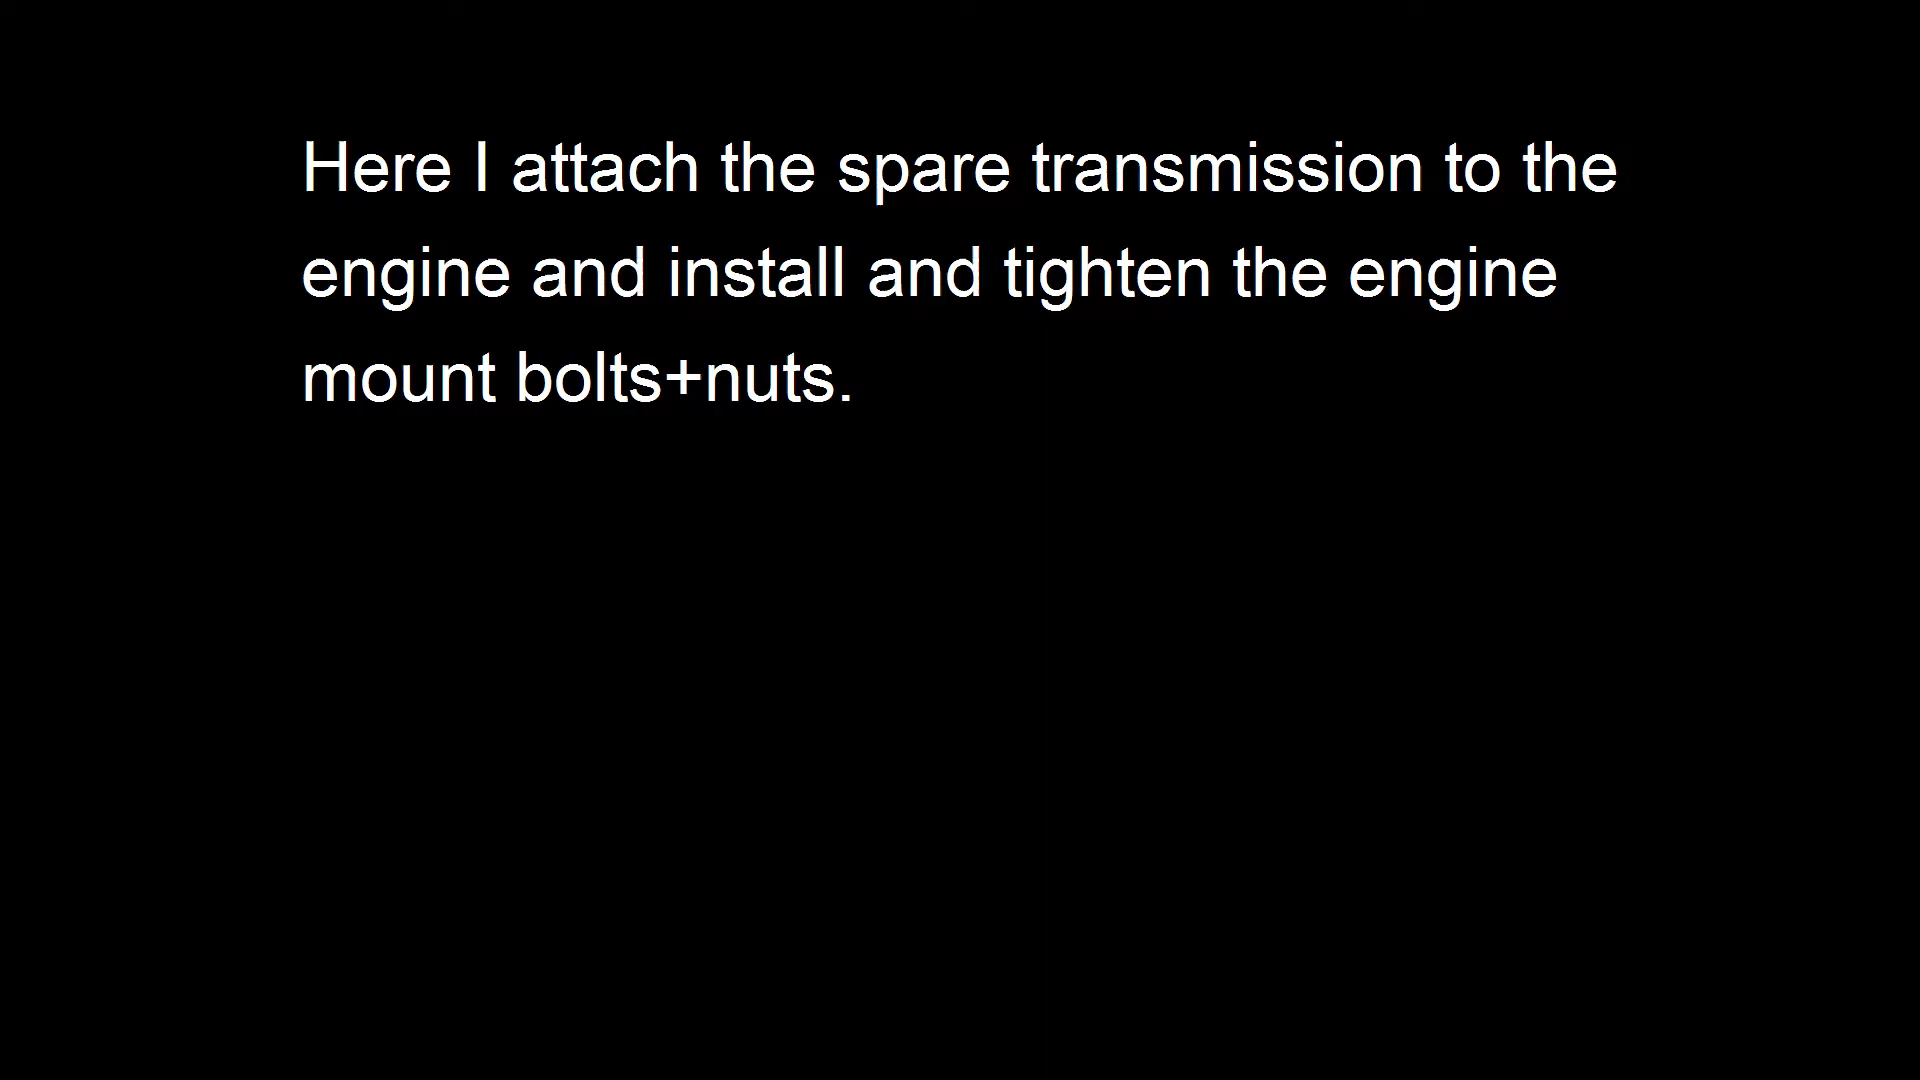 Here I attach the spare transmission to the
engine and install and tighten the engine
mount bolts+nuts.